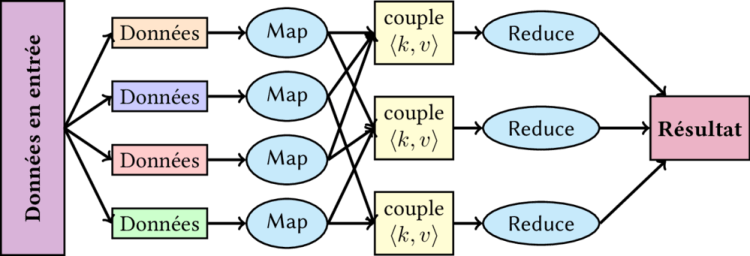 Données en entrée
Données
Données
Données
Données
Map
Map
Map
Map
couple
⟨k, v⟩
couple
⟨k, v⟩
couple
⟨k, v⟩
Reduce
Reduce
Reduce
Résultat